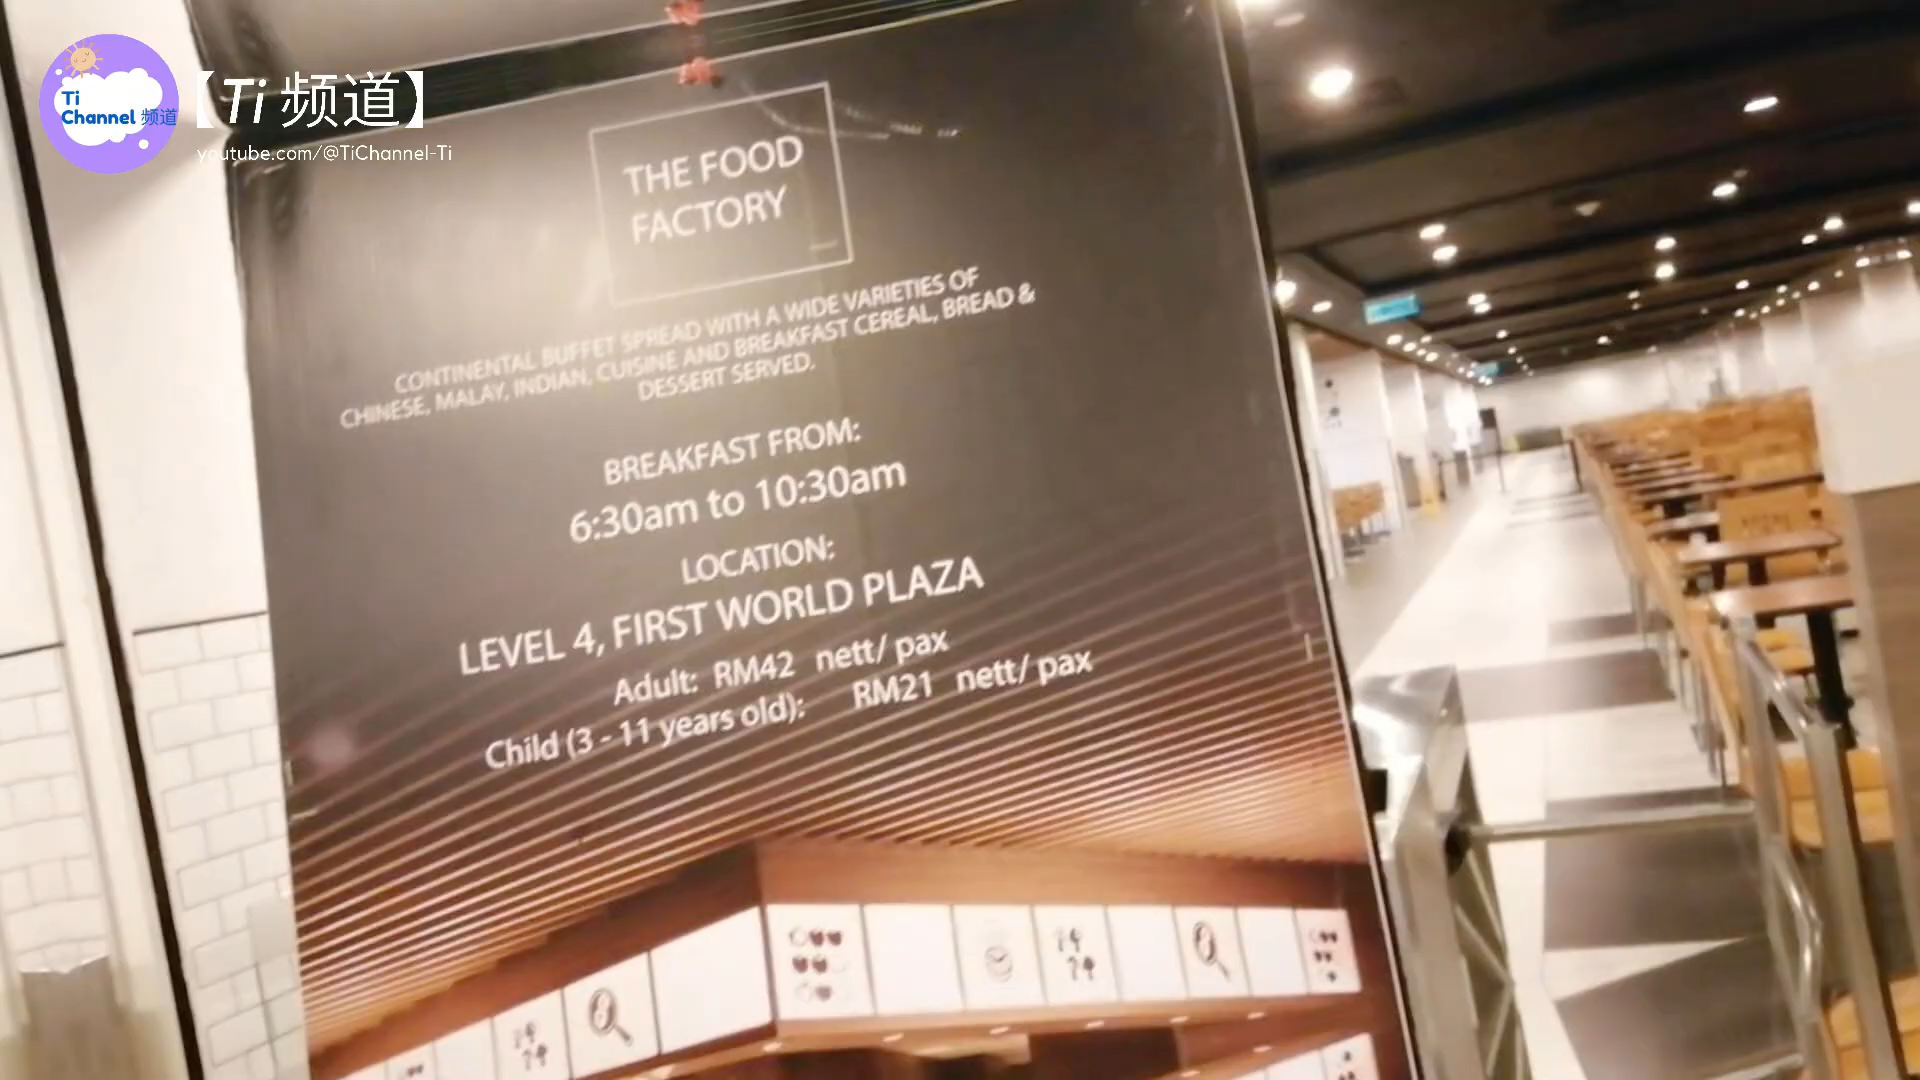 Ti
Channel 频道
【Ti 频道】
youtube.com/@TiChannel-Ti
THE FOOD
FACTORY
CONTINENTAL BUFFET SPREAD WITH A WIDE VARIETIES OF
CHINESE, MALAY, INDIAN, CUISINE AND BREAKFAST CEREAL, BREAD &
DESSERT SERVED.
BREAKFAST FROM:
6:30am to 10:30am
LOCATION:
LEVEL 4, FIRST WORLD PLAZA
Adult: RM42 nett/ pax
Child (3 - 11 years old): RM21 nett/ pax